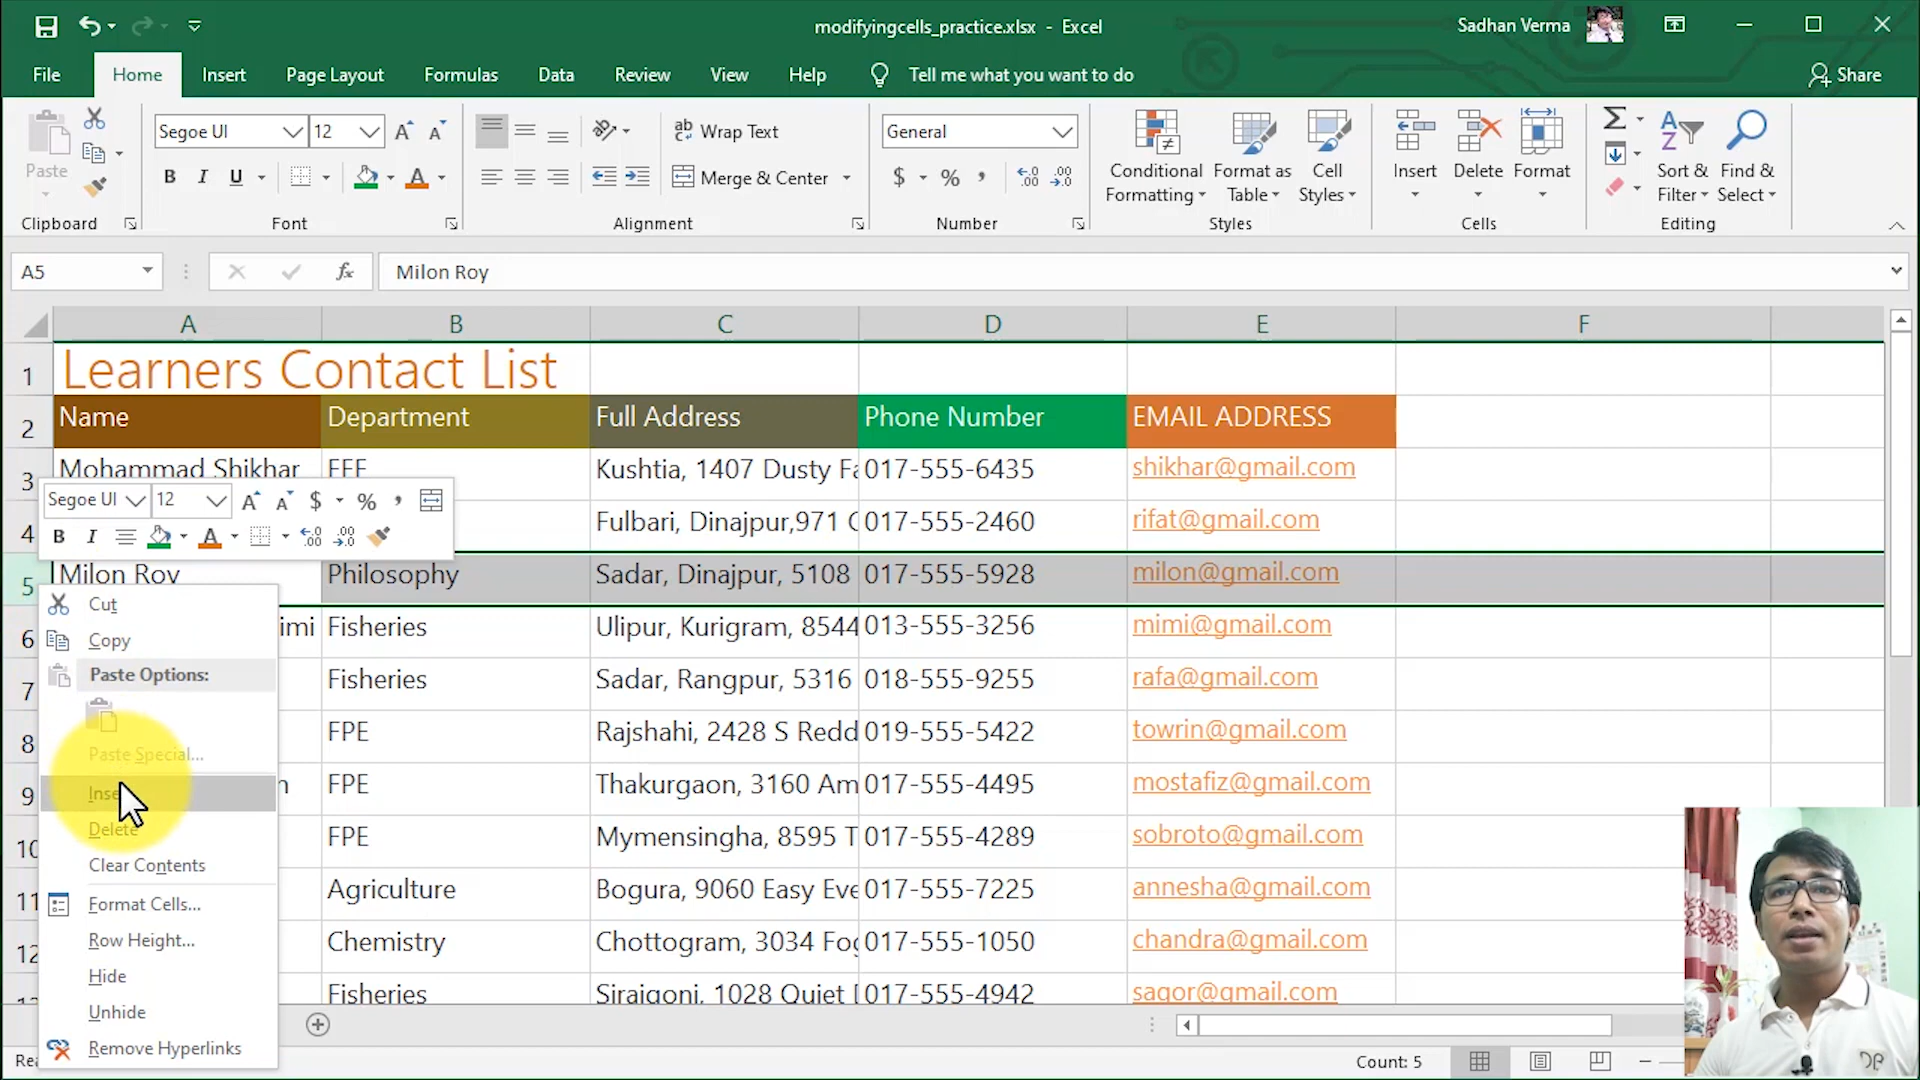 modifyingcells_practice.xlsx - Excel
Sadhan Verma
File Home Insert Page Layout Formulas Data Review View Help Tell me what you want to do Share
Paste
Segoe UI 12
Wrap Text
General
B I U
Merge & Center
$ % ,
Conditional Formatting
Format as Table
Cell Styles
Insert Delete Format
Sort & Filter
Find & Select
Clipboard Font Alignment Number Styles Cells Editing
A5 fx Milon Roy
A B C D E F
1 Learners Contact List
2 Name Department Full Address Phone Number EMAIL ADDRESS
3 Mohammad Shikhar EEE Kushtia, 1407 Dusty Fa 017-555-6435 shikhar@gmail.com
4 Fulbari, Dinajpur,971 017-555-2460 rifat@gmail.com
5 Milon Roy Philosophy Sadar, Dinajpur, 5108 017-555-5928 milon@gmail.com
6 imi Fisheries Ulipur, Kurigram, 8544 013-555-3256 mimi@gmail.com
7 Fisheries Sadar, Rangpur, 5316 018-555-9255 rafa@gmail.com
8 FPE Rajshahi, 2428 S Redd 019-555-5422 towrin@gmail.com
9 FPE Thakurgaon, 3160 Am 017-555-4495 mostafiz@gmail.com
10 FPE Mymensingha, 8595 T 017-555-4289 sobroto@gmail.com
11 Agriculture Bogura, 9060 Easy Eve 017-555-7225 annesha@gmail.com
12 Chemistry Chottogram, 3034 Fog 017-555-1050 chandra@gmail.com
Fisheries Sirajgonj, 1028 Quiet 017-555-4942 sagor@gmail.com
Segoe UI 12 $ % ,
B I
Cut
Copy
Paste Options:
Paste Special...
Inse
Delete
Clear Contents
Format Cells...
Row Height...
Hide
Unhide
Remove Hyperlinks
Rea
Count: 5